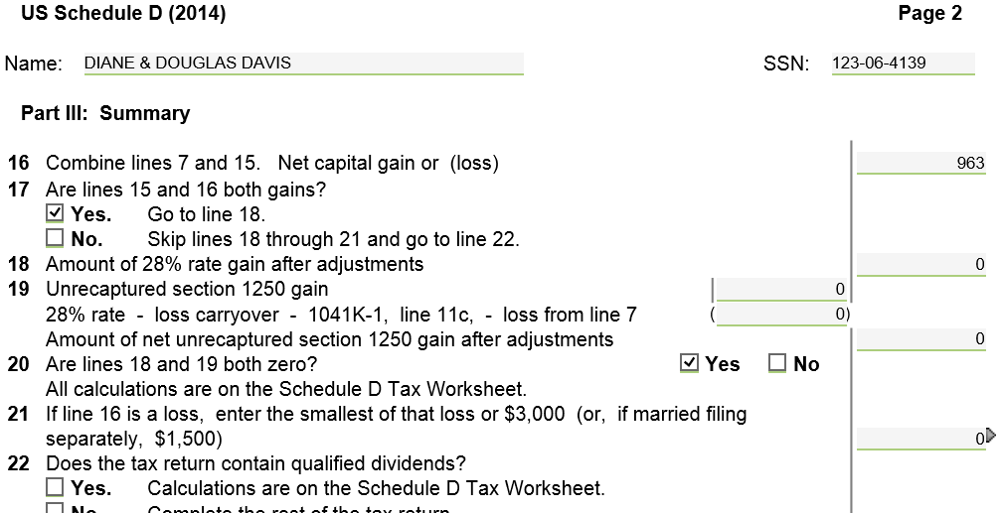 US Schedule D (2014) Page 2
Name: DIANE & DOUGLAS DAVIS SSN: 123-06-4139
Part III: Summary
16 Combine lines 7 and 15. Net capital gain or (loss) 963
17 Are lines 15 and 16 both gains?
Yes. Go to line 18.
No. Skip lines 18 through 21 and go to line 22.
18 Amount of 28% rate gain after adjustments 0
19 Unrecaptured section 1250 gain 0
28% rate - loss carryover - 1041K-1, line 11c, - loss from line 7 ( 0)
Amount of net unrecaptured section 1250 gain after adjustments 0
20 Are lines 18 and 19 both zero? Yes No
All calculations are on the Schedule D Tax Worksheet.
21 If line 16 is a loss, enter the smallest of that loss or $3,000 (or, if married filing
separately, $1,500) 0
22 Does the tax return contain qualified dividends?
Yes. Calculations are on the Schedule D Tax Worksheet.
No. Complete the rest of the tax return.